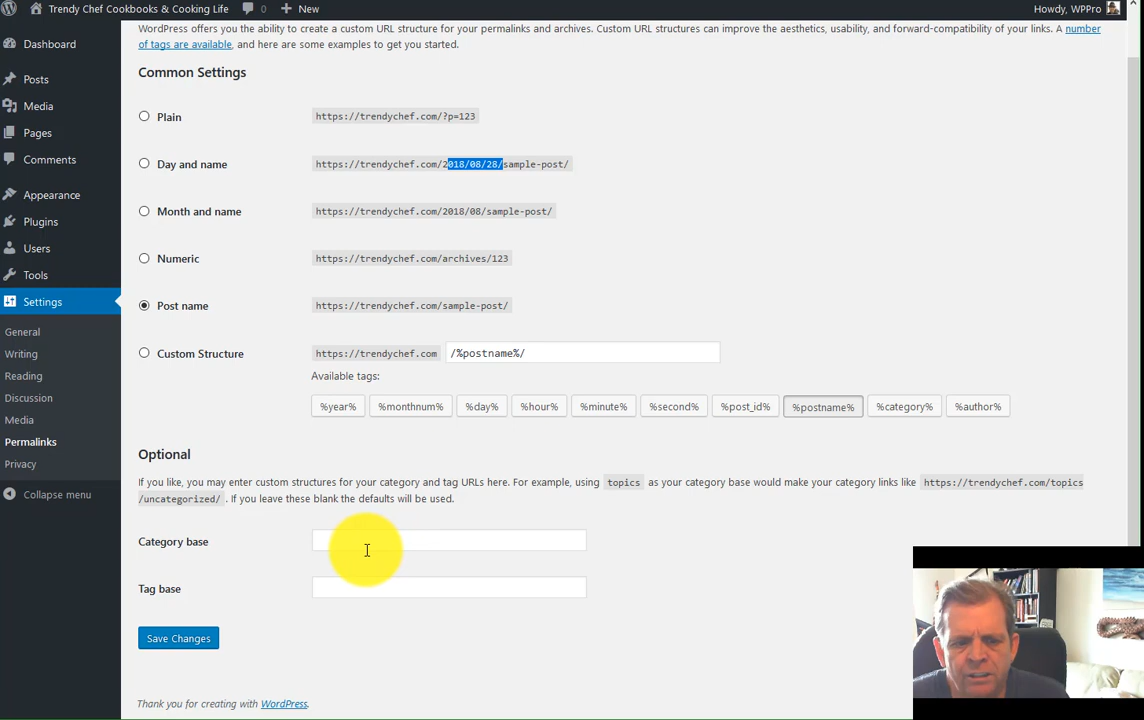 Trendy Chef Cookbooks & Cooking Life 0 New Howdy, WPPro
WordPress offers you the ability to create a custom URL structure for your permalinks and archives. Custom URL structures can improve the aesthetics, usability, and forward-compatibility of your links. A number
of tags are available, and here are some examples to get you started.
Dashboard
Posts
Media
Pages
Comments
Appearance
Plugins
Users
Tools
Settings
General
Writing
Reading
Discussion
Media
Permalinks
Privacy
Collapse menu
Common Settings
Plain https://trendychef.com/?p=123
Day and name https://trendychef.com/2018/08/28/sample-post/
Month and name https://trendychef.com/2018/08/sample-post/
Numeric https://trendychef.com/archives/123
Post name https://trendychef.com/sample-post/
Custom Structure https://trendychef.com /%postname%/
Available tags:
%year% %monthnum% %day% %hour% %minute% %second% %post_id% %postname% %category% %author%
Optional
If you like, you may enter custom structures for your category and tag URLs here. For example, using topics as your category base would make your category links like https://trendychef.com/topics
/uncategorized/ . If you leave these blank the defaults will be used.
Category base
Tag base
Save Changes
Thank you for creating with WordPress.